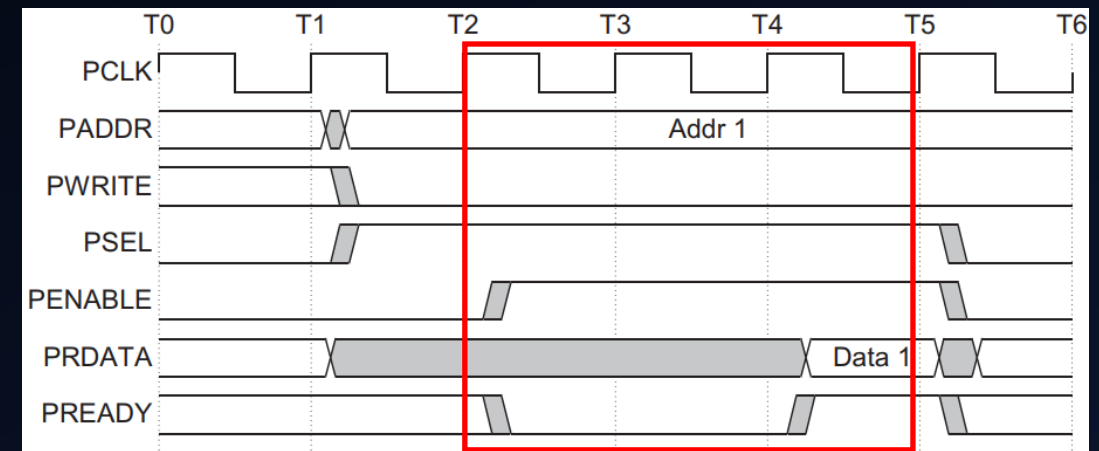 T0 T1 T2 T3 T4 T5 T6
PCLK
PADDR Addr 1
PWRITE
PSEL
PENABLE
PRDATA Data 1
PREADY